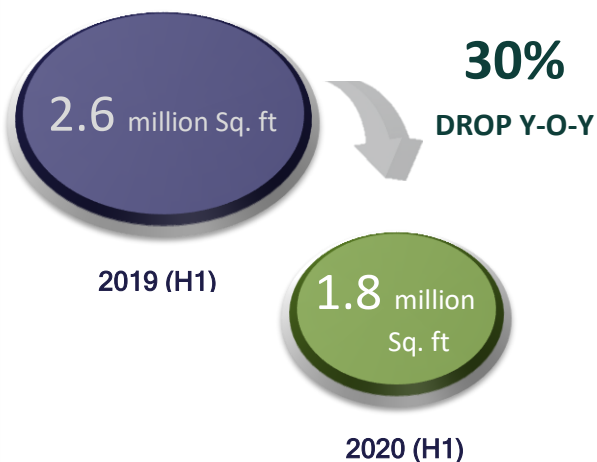 30%
DROP Y-O-Y
2.6 million Sq. ft
2019 (H1)
1.8 million
Sq. ft
2020 (H1)